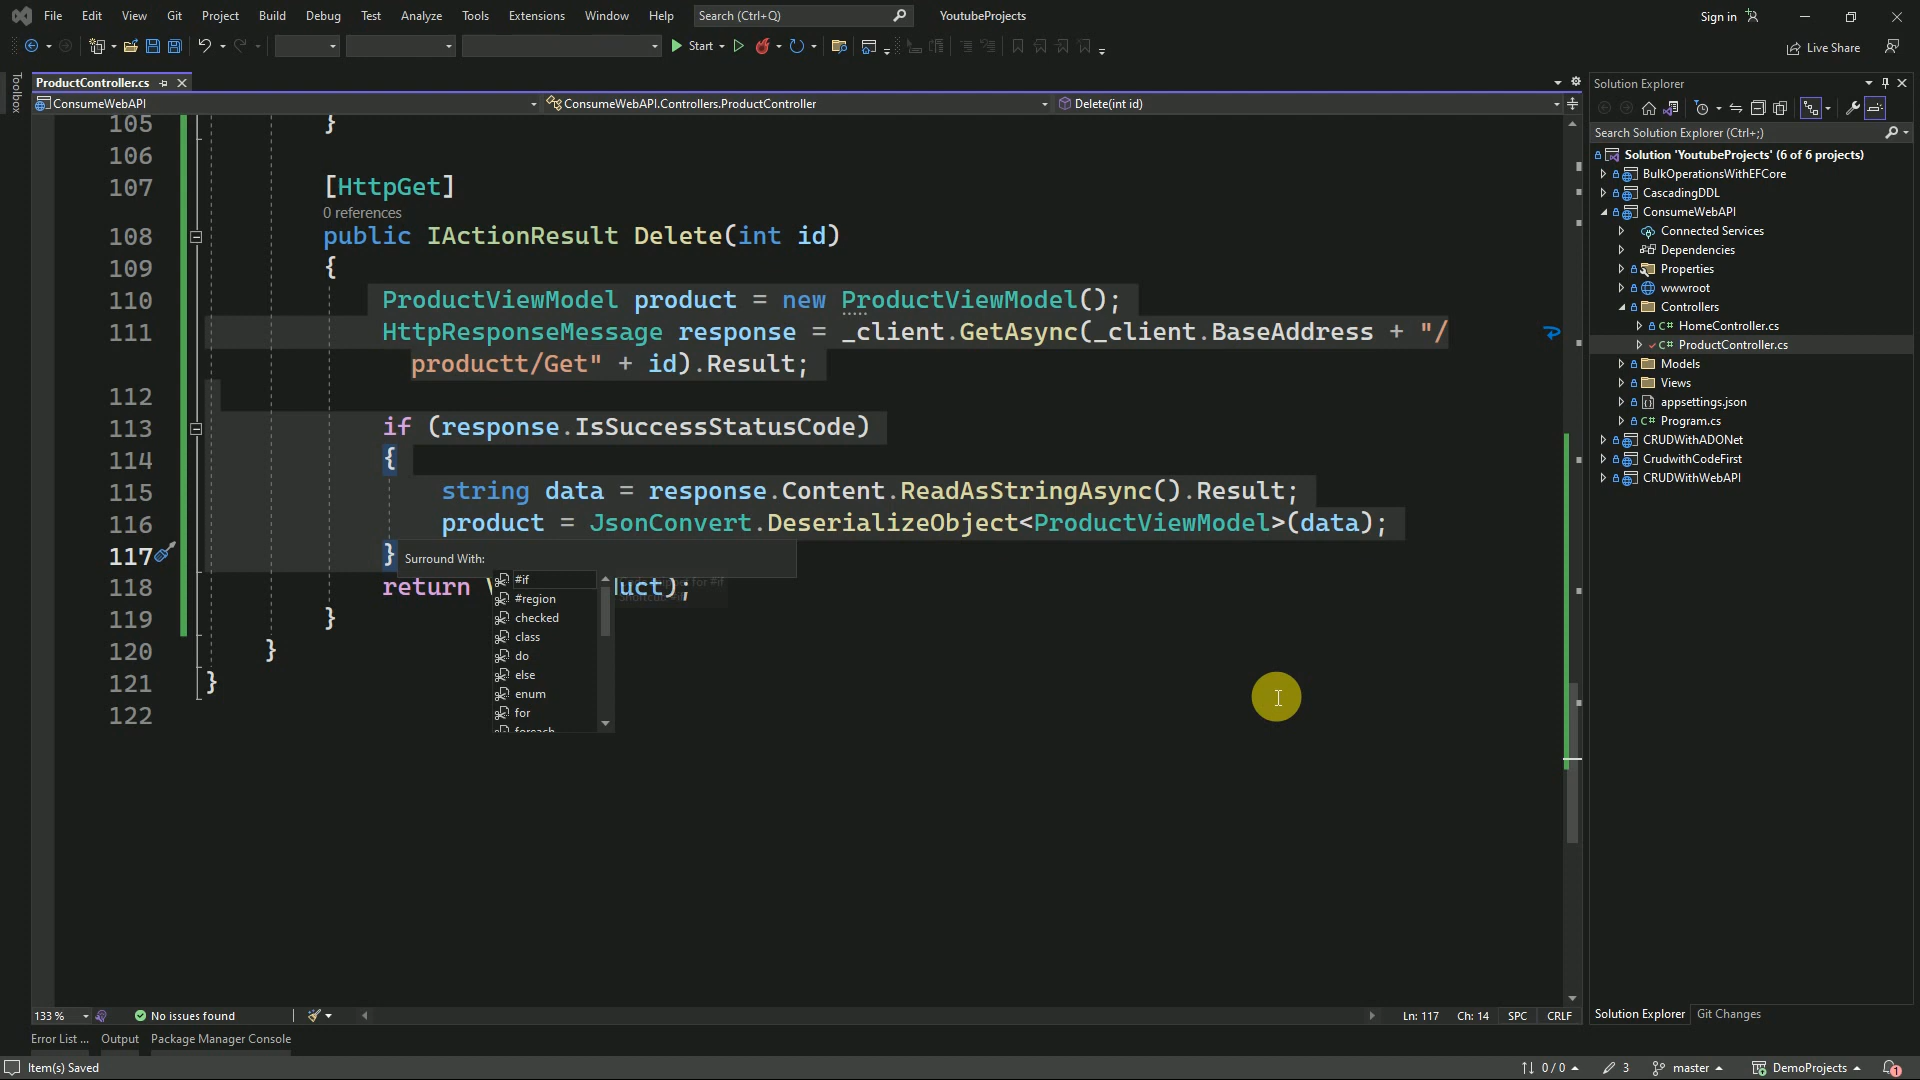 File Edit View Git Project Build Debug Test Analyze Tools Extensions Window Help Search (Ctrl+Q) YoutubeProjects Sign in
Start Live Share
Toolbox
ProductController.cs
ConsumeWebAPI ConsumeWebAPI.Controllers.ProductController Delete(int id)
105 }
106
107 [HttpGet]
0 references
108 public IActionResult Delete(int id)
109 {
110 ProductViewModel product = new ProductViewModel();
111 HttpResponseMessage response = _client.GetAsync(_client.BaseAddress + "/
productt/Get" + id).Result;
112
113 if (response.IsSuccessStatusCode)
114 {
115 string data = response.Content.ReadAsStringAsync().Result;
116 product = JsonConvert.DeserializeObject<ProductViewModel>(data);
117 } Surround With:
118 return uct);
119 }
120 }
121 }
122
#if
#region
checked
class
do
else
enum
for
foreach
133 % No issues found Ln: 117 Ch: 14 SPC CRLF
Error List ... Output Package Manager Console
Item(s) Saved 0 / 0 3 master DemoProjects 1
Solution Explorer
Search Solution Explorer (Ctrl+;)
Solution 'YoutubeProjects' (6 of 6 projects)
BulkOperationsWithEFCore
CascadingDDL
ConsumeWebAPI
Connected Services
Dependencies
Properties
wwwroot
Controllers
C# HomeController.cs
C# ProductController.cs
Models
Views
appsettings.json
C# Program.cs
CRUDWithADONet
CrudwithCodeFirst
CRUDWithWebAPI
Solution Explorer Git Changes